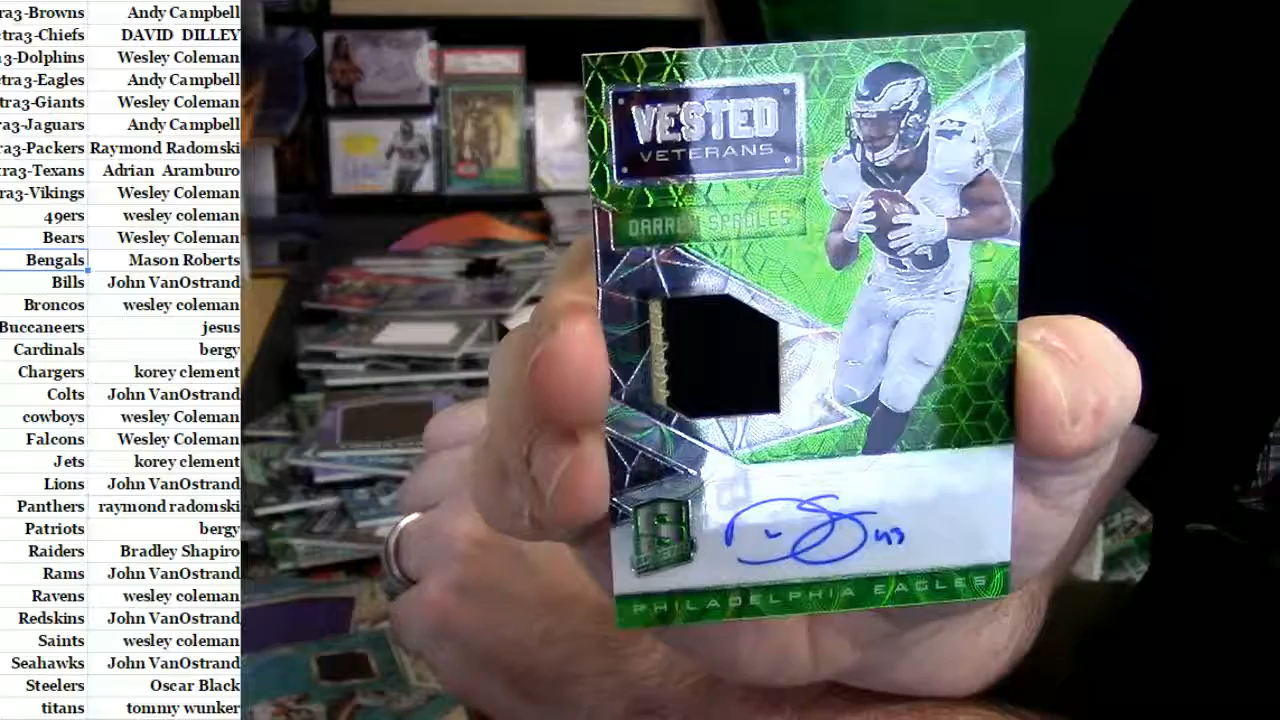 tra3-Browns Andy Campbell
tra3-Chiefs DAVID DILLEY
3-Dolphins Wesley Coleman
tra3-Eagles Andy Campbell
tra3-Giants Wesley Coleman
ra3-Jaguars Andy Campbell
ra3-Packers Raymond Radomski
tra3-Texans Adrian Aramburo
ra3-Vikings Wesley Coleman
49ers wesley coleman
Bears Wesley Coleman
Bengals Mason Roberts
Bills John VanOstrand
Broncos wesley coleman
Buccaneers jesus
Cardinals bergy
Chargers korey clement
Colts John VanOstrand
cowboys wesley Coleman
Falcons Wesley Coleman
Jets korey clement
Lions John VanOstrand
Panthers raymond radomski
Patriots bergy
Raiders Bradley Shapiro
Rams John VanOstrand
Ravens wesley coleman
Redskins John VanOstrand
Saints wesley coleman
Seahawks John VanOstrand
Steelers Oscar Black
titans tommy wunker
VESTED
VETERANS
DARREN SPROLES
PHILADELPHIA EAGLES